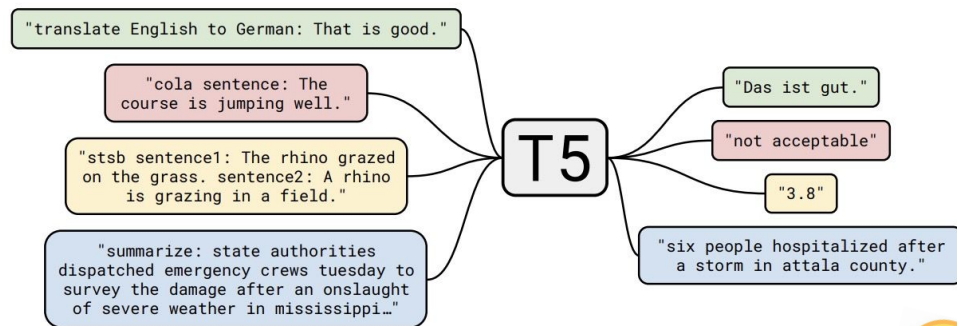 "translate English to German: That is good."
"cola sentence: The
course is jumping well."
"stsb sentence1: The rhino grazed
on the grass. sentence2: A rhino
is grazing in a field."
"summarize: state authorities
dispatched emergency crews tuesday to
survey the damage after an onslaught
of severe weather in mississippi…"
T5
"Das ist gut."
"not acceptable"
"3.8"
"six people hospitalized after
a storm in attala county."